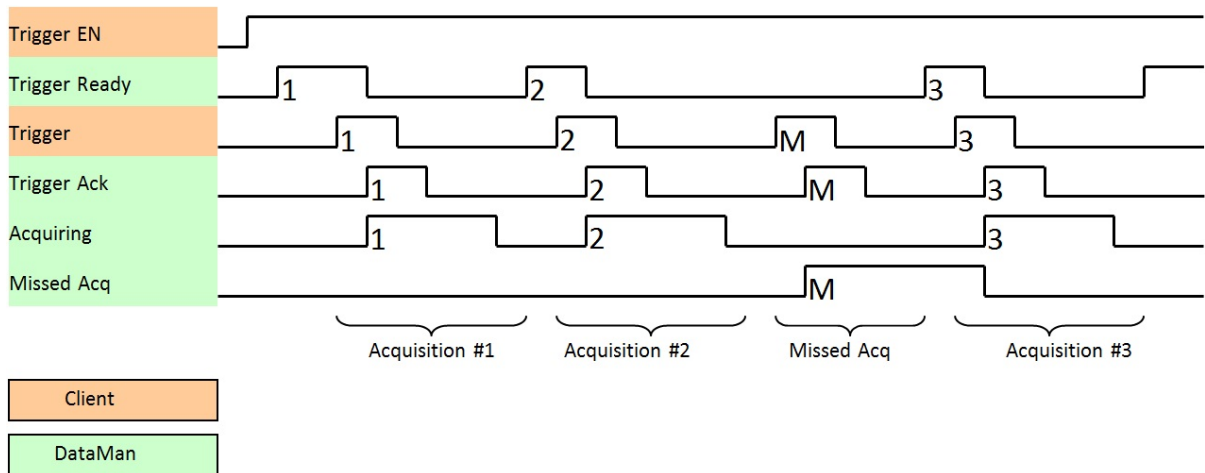 Trigger EN
Trigger Ready 1 2 3
Trigger 1 2 M 3
Trigger Ack 1 2 M 3
Acquiring 1 2 3
Missed Acq M
Acquisition #1 Acquisition #2 Missed Acq Acquisition #3
Client
DataMan